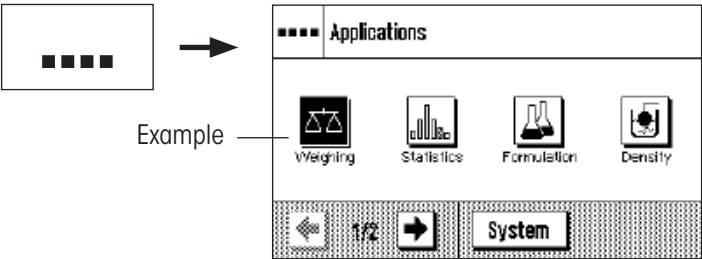 Applications
Example
Weighing Statistics Formulation Density
1/2 System